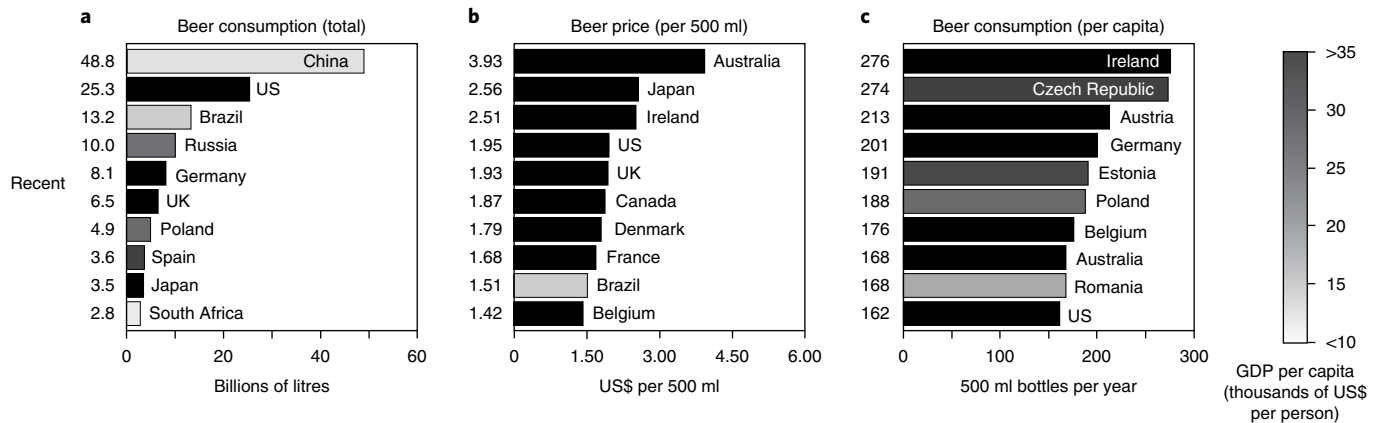 a
Beer consumption (total)
Recent
48.8
China
25.3
US
13.2
Brazil
10.0
Russia
8.1
Germany
6.5
UK
4.9
Poland
3.6
Spain
3.5
Japan
2.8
South Africa
0
20
40
60
Billions of litres
b
Beer price (per 500 ml)
3.93
Australia
2.56
Japan
2.51
Ireland
1.95
US
1.93
UK
1.87
Canada
1.79
Denmark
1.68
France
1.51
Brazil
1.42
Belgium
0
1.50
3.00
4.50
6.00
US$ per 500 ml
c
Beer consumption (per capita)
276
Ireland
274
Czech Republic
213
Austria
201
Germany
191
Estonia
188
Poland
176
Belgium
168
Australia
168
Romania
162
US
0
100
200
300
500 ml bottles per year
>35
30
25
20
15
<10
GDP per capita
(thousands of US$
per person)